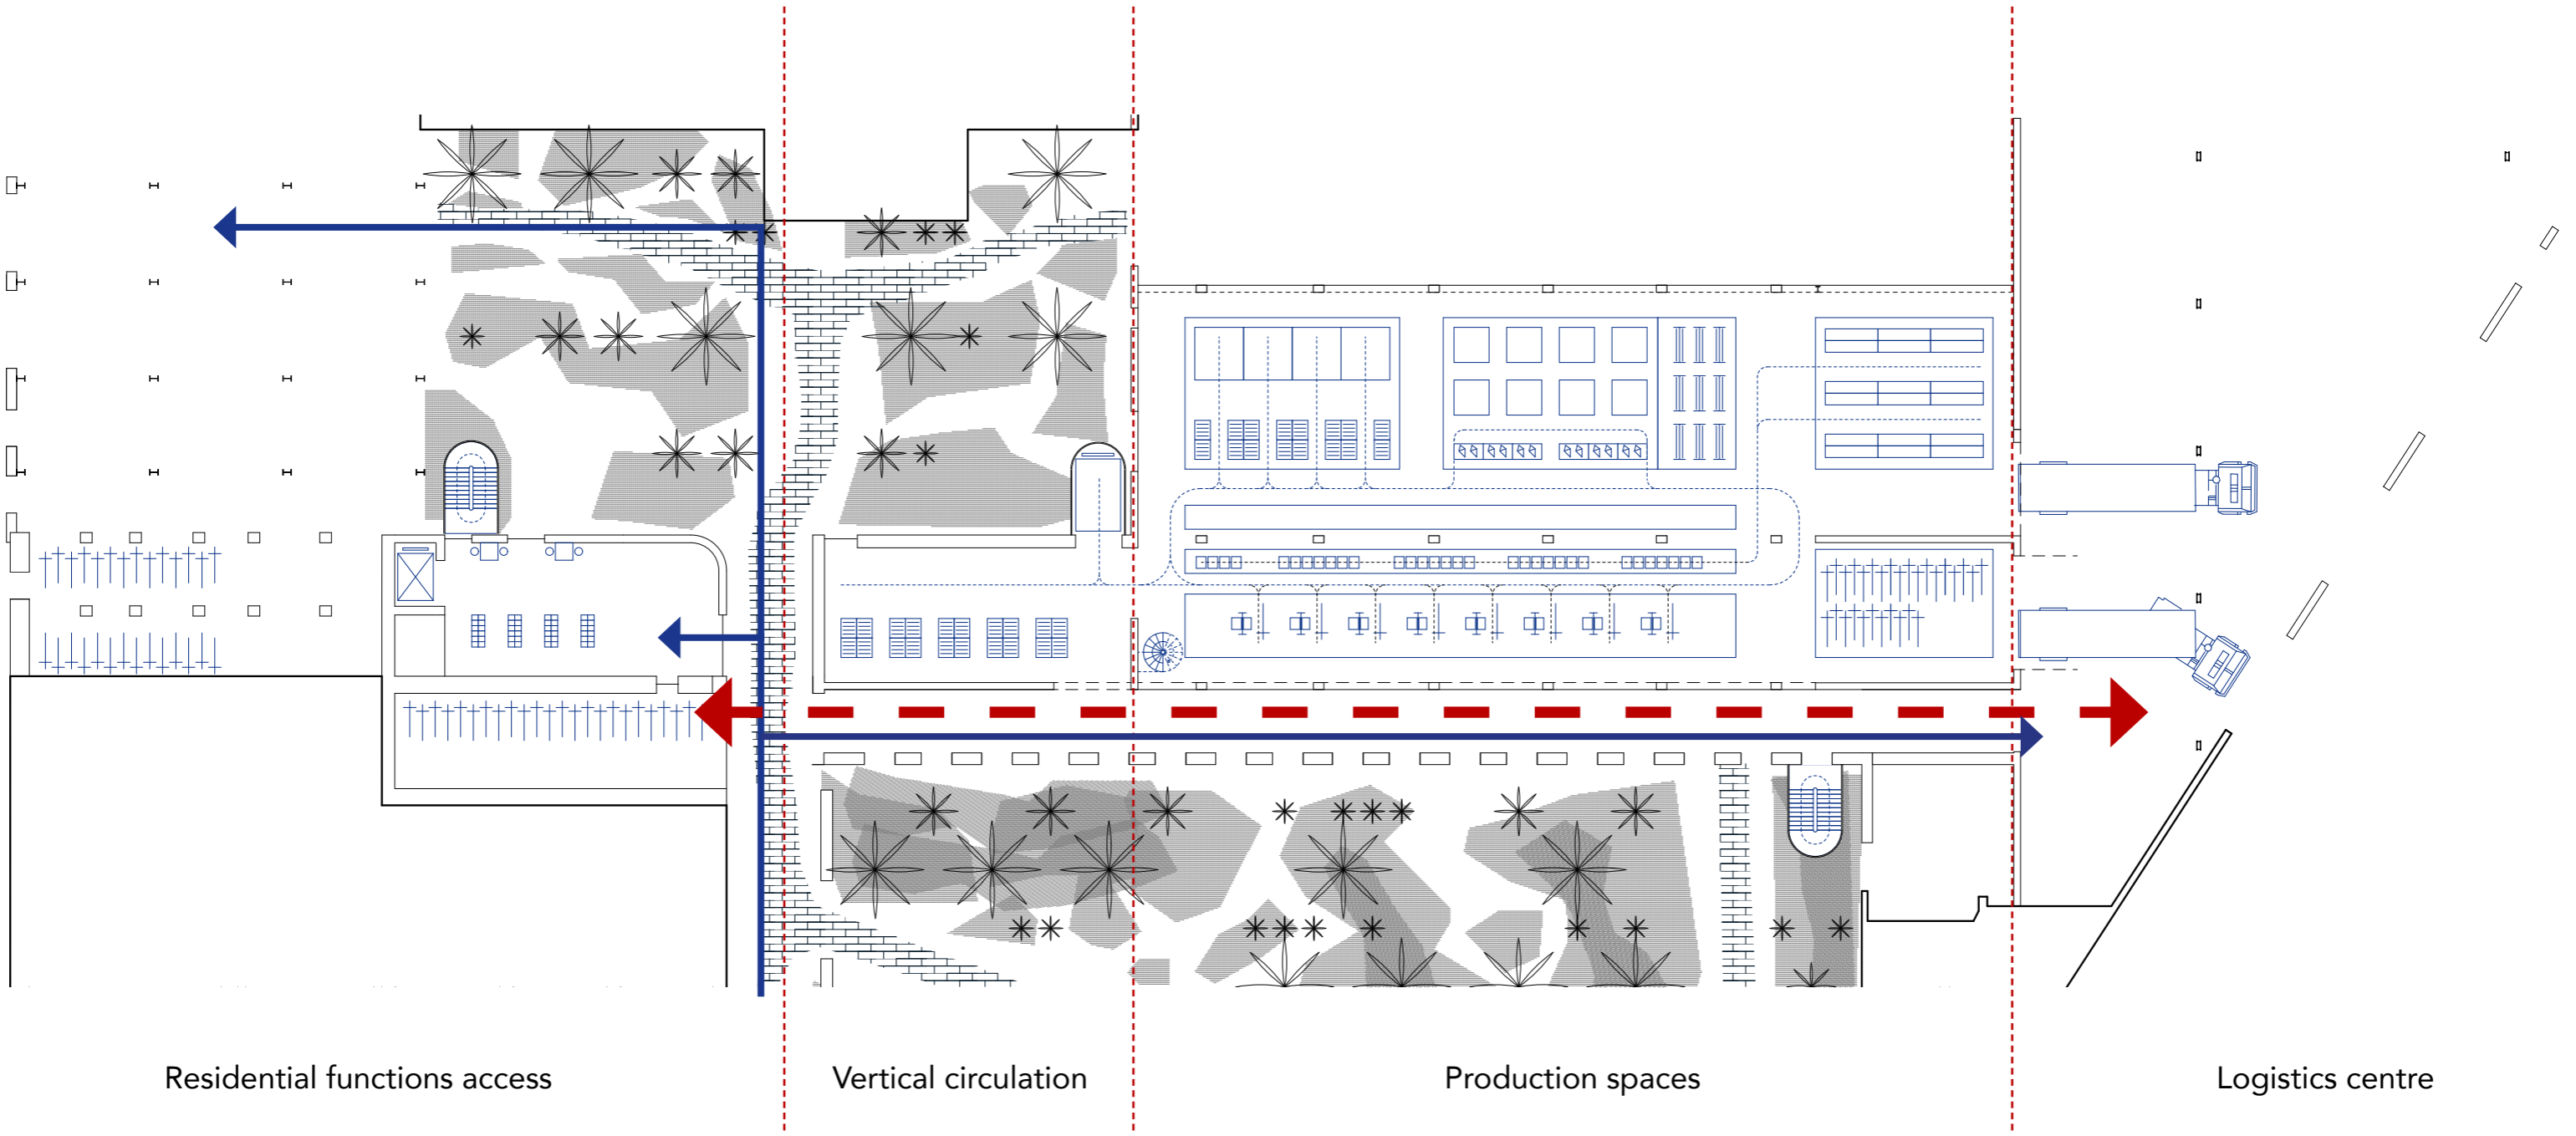 Residential functions access
Vertical circulation
Production spaces
Logistics centre